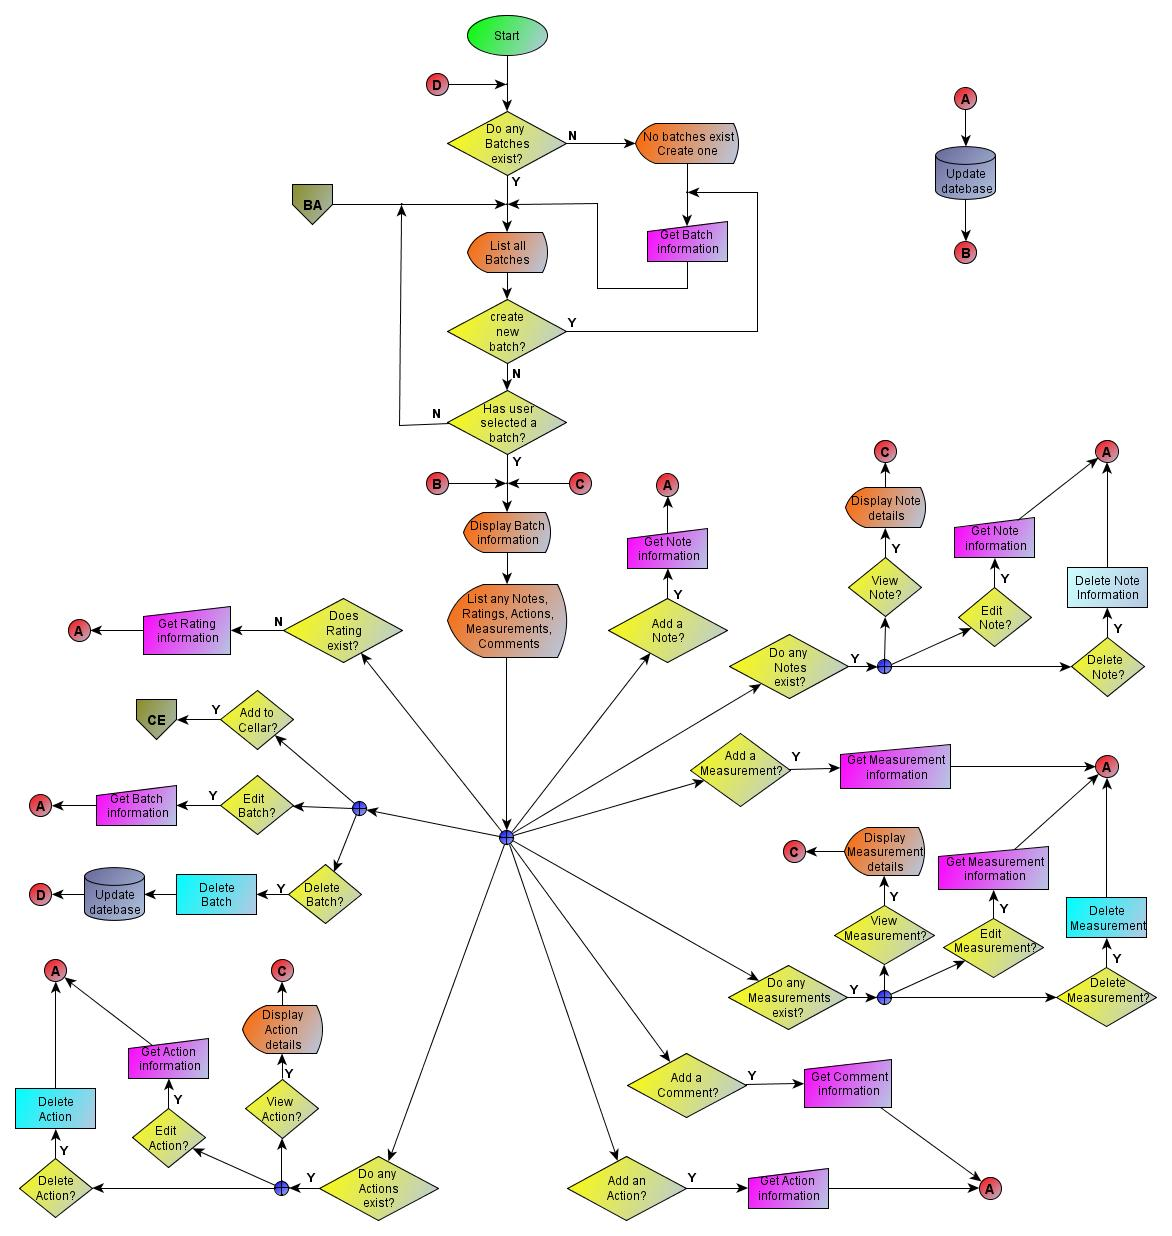 Start
D
A
Do any
Batches
exist?
N
No batches exist
Create one
Y
Update
datebase
BA
Get Batch
information
List all
Batches
B
create
new
batch?
Y
N
Has user
selected a
batch?
N
Y
B
C
A
C
A
Display Batch
information
Get Note
information
Display Note
details
Get Note
information
Y
Y
View
Note?
Edit
Note?
Delete Note
Information
Y
Delete
Note?
List any Notes,
Ratings, Actions,
Measurements,
Comments
Y
Add a
Note?
Do any
Notes
exist?
Y
A
Get Rating
information
N
Does
Rating
exist?
CE
Y
Add to
Cellar?
Add a
Measurement?
Y
Get Measurement
information
A
A
Get Batch
information
Y
Edit
Batch?
D
Update
datebase
Delete
Batch
Y
Delete
Batch?
C
Display
Measurement
details
Get Measurement
information
Delete
Measurement
Y
Y
Y
View
Measurement?
Edit
Measurement?
Delete
Measurement?
Do any
Measurements
exist?
Y
A
C
Display
Action
details
Get Action
information
Delete
Action
Y
Y
Y
View
Action?
Edit
Action?
Delete
Action?
Y
Do any
Actions
exist?
Add a
Comment?
Y
Get Comment
information
Add an
Action?
Y
Get Action
information
A